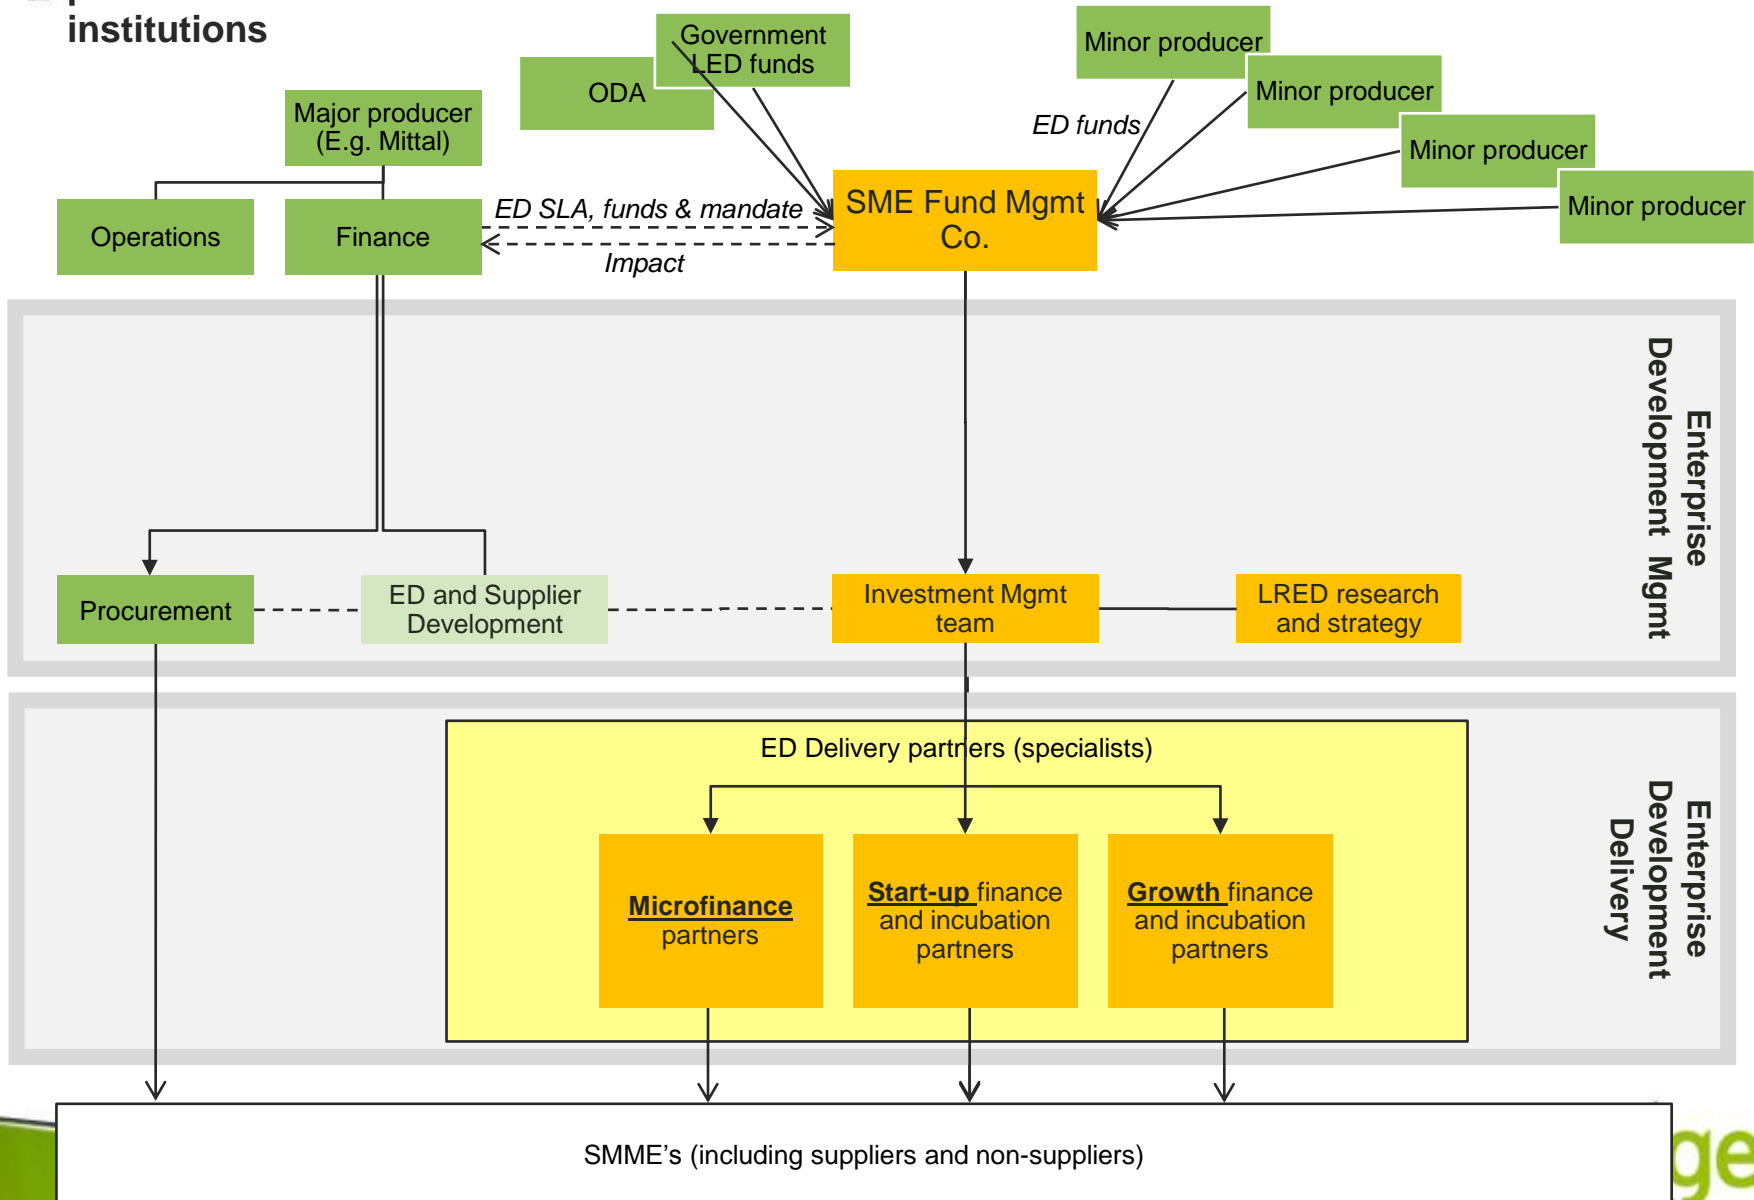 institutions
Government
LED funds
ODA
Minor producer
Minor producer
Minor producer
Minor producer
ED funds
Major producer
(E.g. Mittal)
Operations
Finance
ED SLA, funds & mandate
Impact
SME Fund Mgmt
Co.
Enterprise
Development Mgmt
Procurement
ED and Supplier
Development
Investment Mgmt
team
LRED research
and strategy
ED Delivery partners (specialists)
Microfinance
partners
Start-up finance
and incubation
partners
Growth finance
and incubation
partners
Enterprise
Development
Delivery
SMME's (including suppliers and non-suppliers)
ge